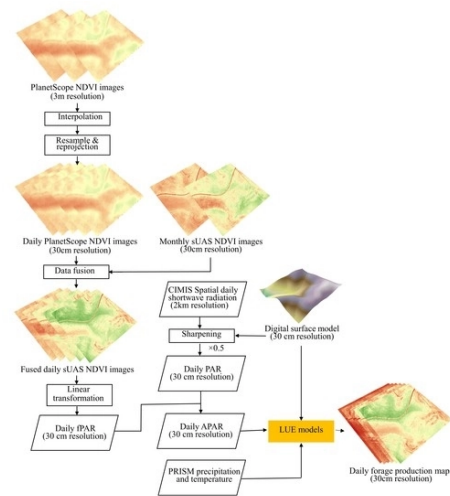 PlanetScope NDVI images
(3m resolution)
Interpolation
Resample &
reprojection
Daily PlanetScope NDVI images
(30cm resolution)
Monthly sUAS NDVI images
(30cm resolution)
Data fusion
CIMIS Spatial daily
shortwave radiation
(2km resolution)
Sharpening
×0.5
Digital surface model
(30 cm resolution)
Fused daily sUAS NDVI images
Daily PAR
(30 cm resolution)
Linear
transformation
Daily fPAR
(30 cm resolution)
Daily APAR
(30 cm resolution)
LUE models
PRISM precipitation
and temperature
Daily forage production map
(30cm resolution)